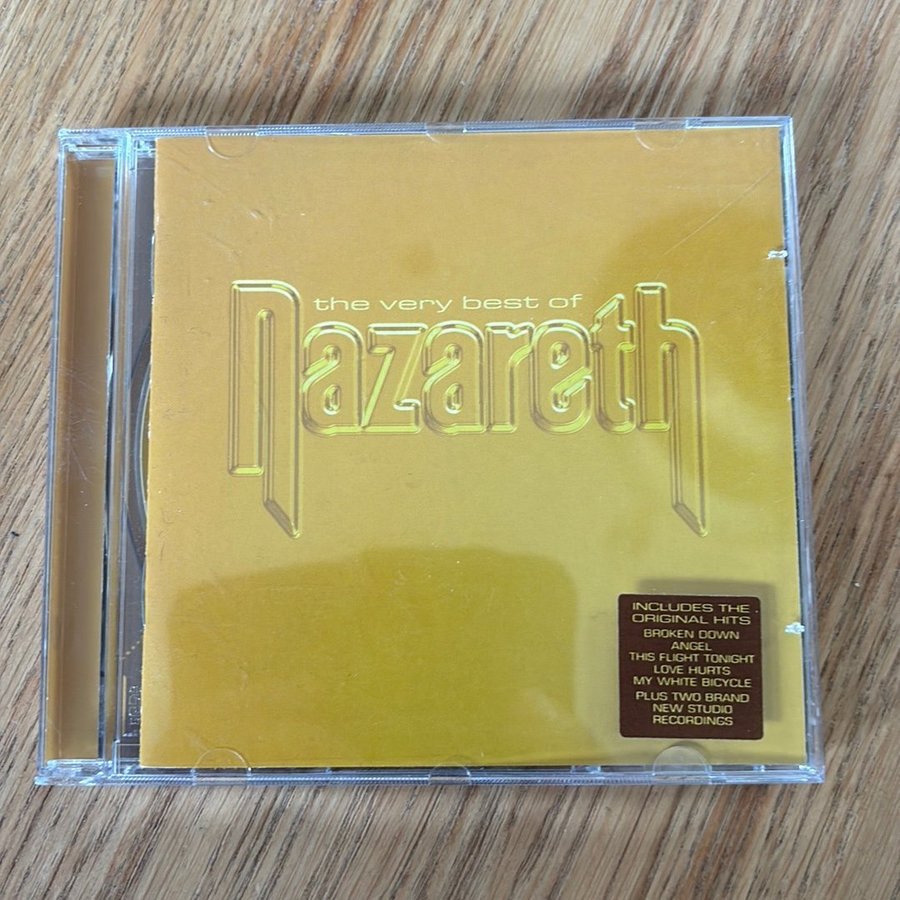 the very best of
Nazareth
INCLUDES THE
ORIGINAL HITS
BROKEN DOWN
ANGEL
THIS FLIGHT TONIGHT
LOVE HURTS
MY WHITE BICYCLE
PLUS TWO BRAND
NEW STUDIO
RECORDINGS